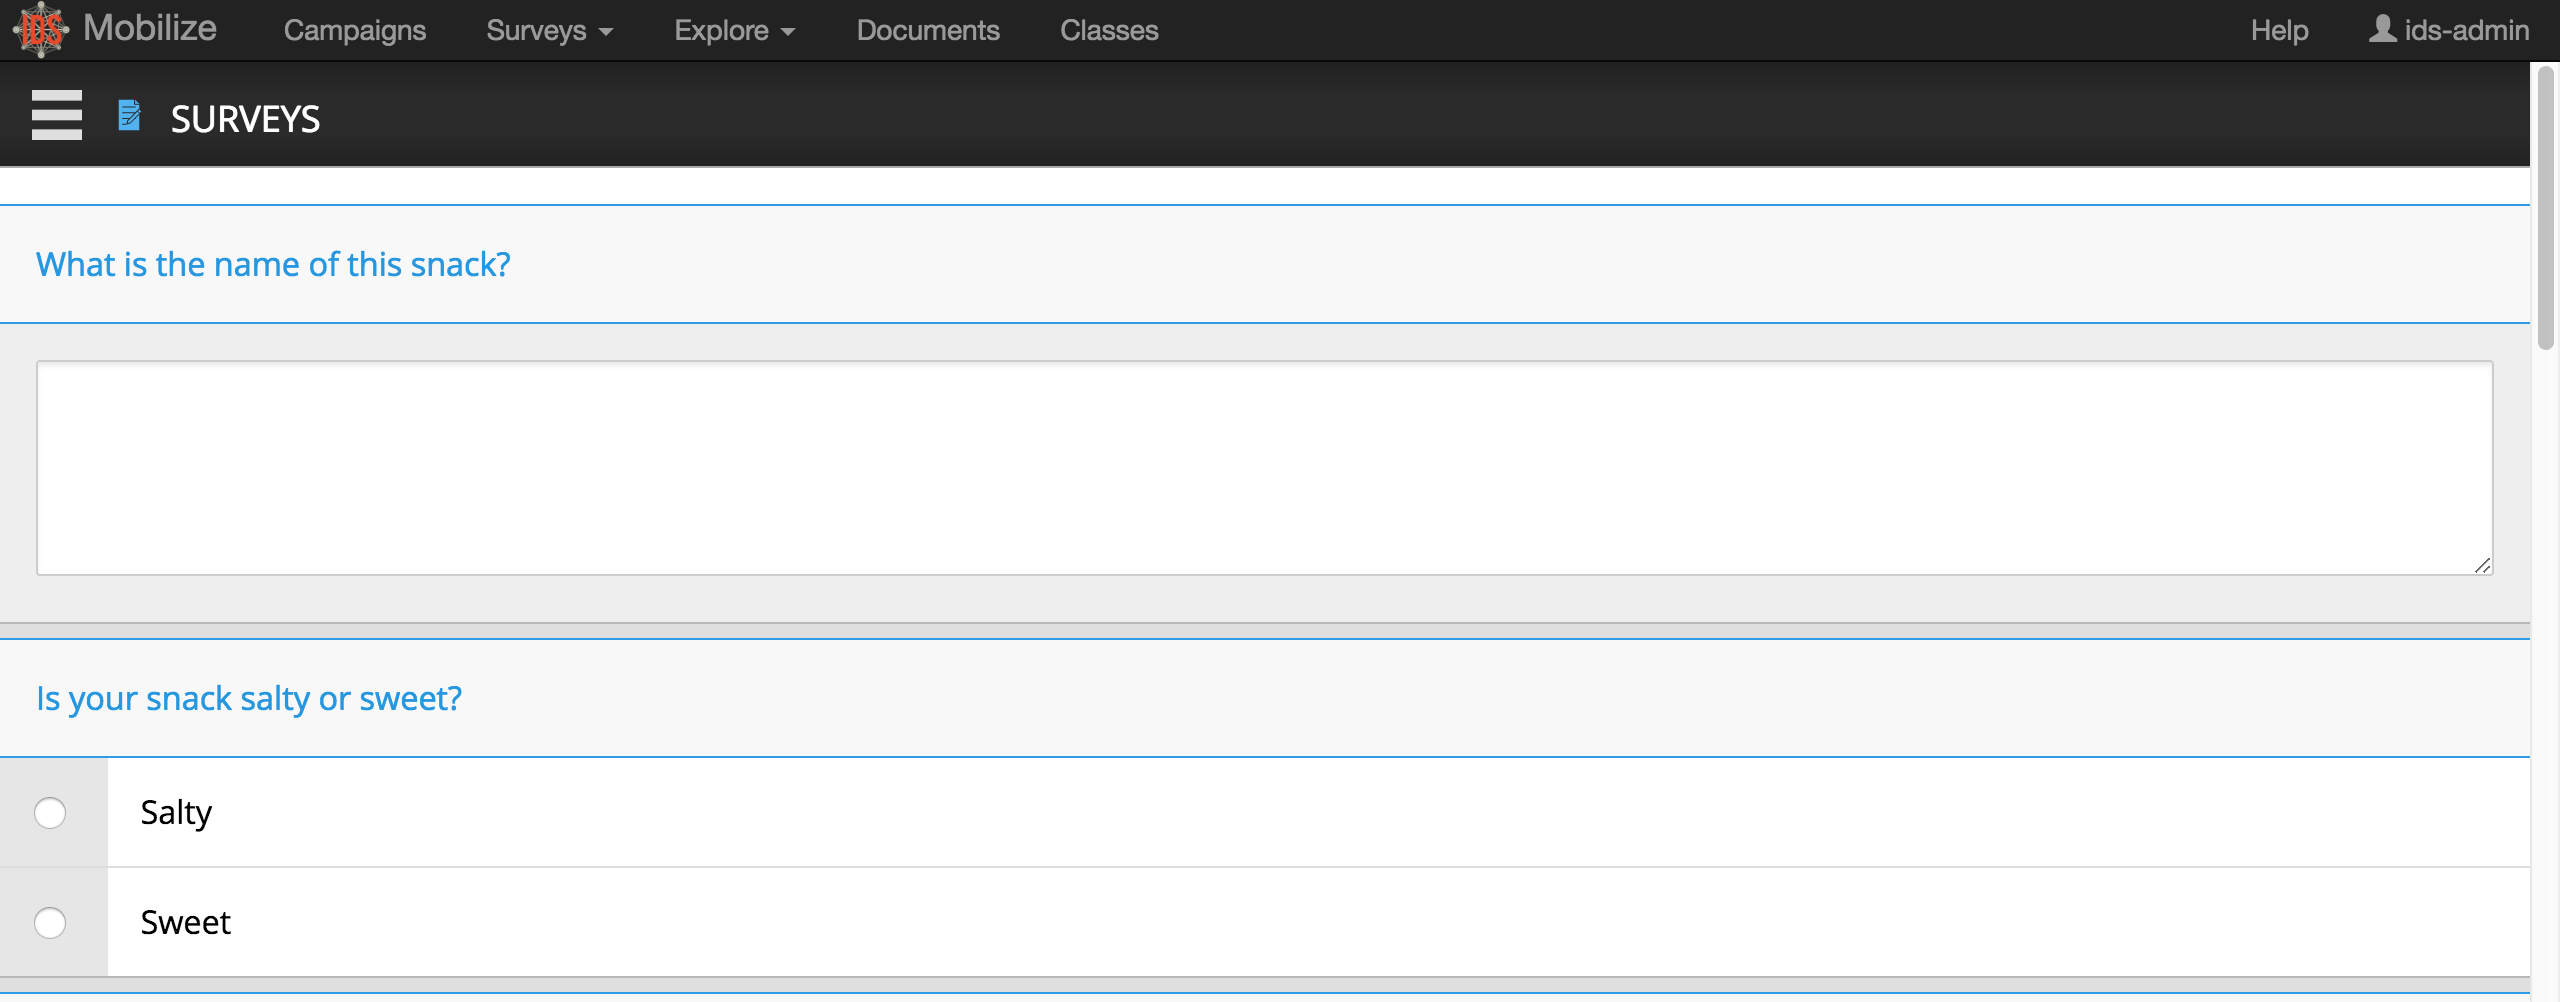 IDS Mobilize Campaigns Surveys Explore Documents Classes Help ids-admin
SURVEYS
What is the name of this snack?
Is your snack salty or sweet?
Salty
Sweet